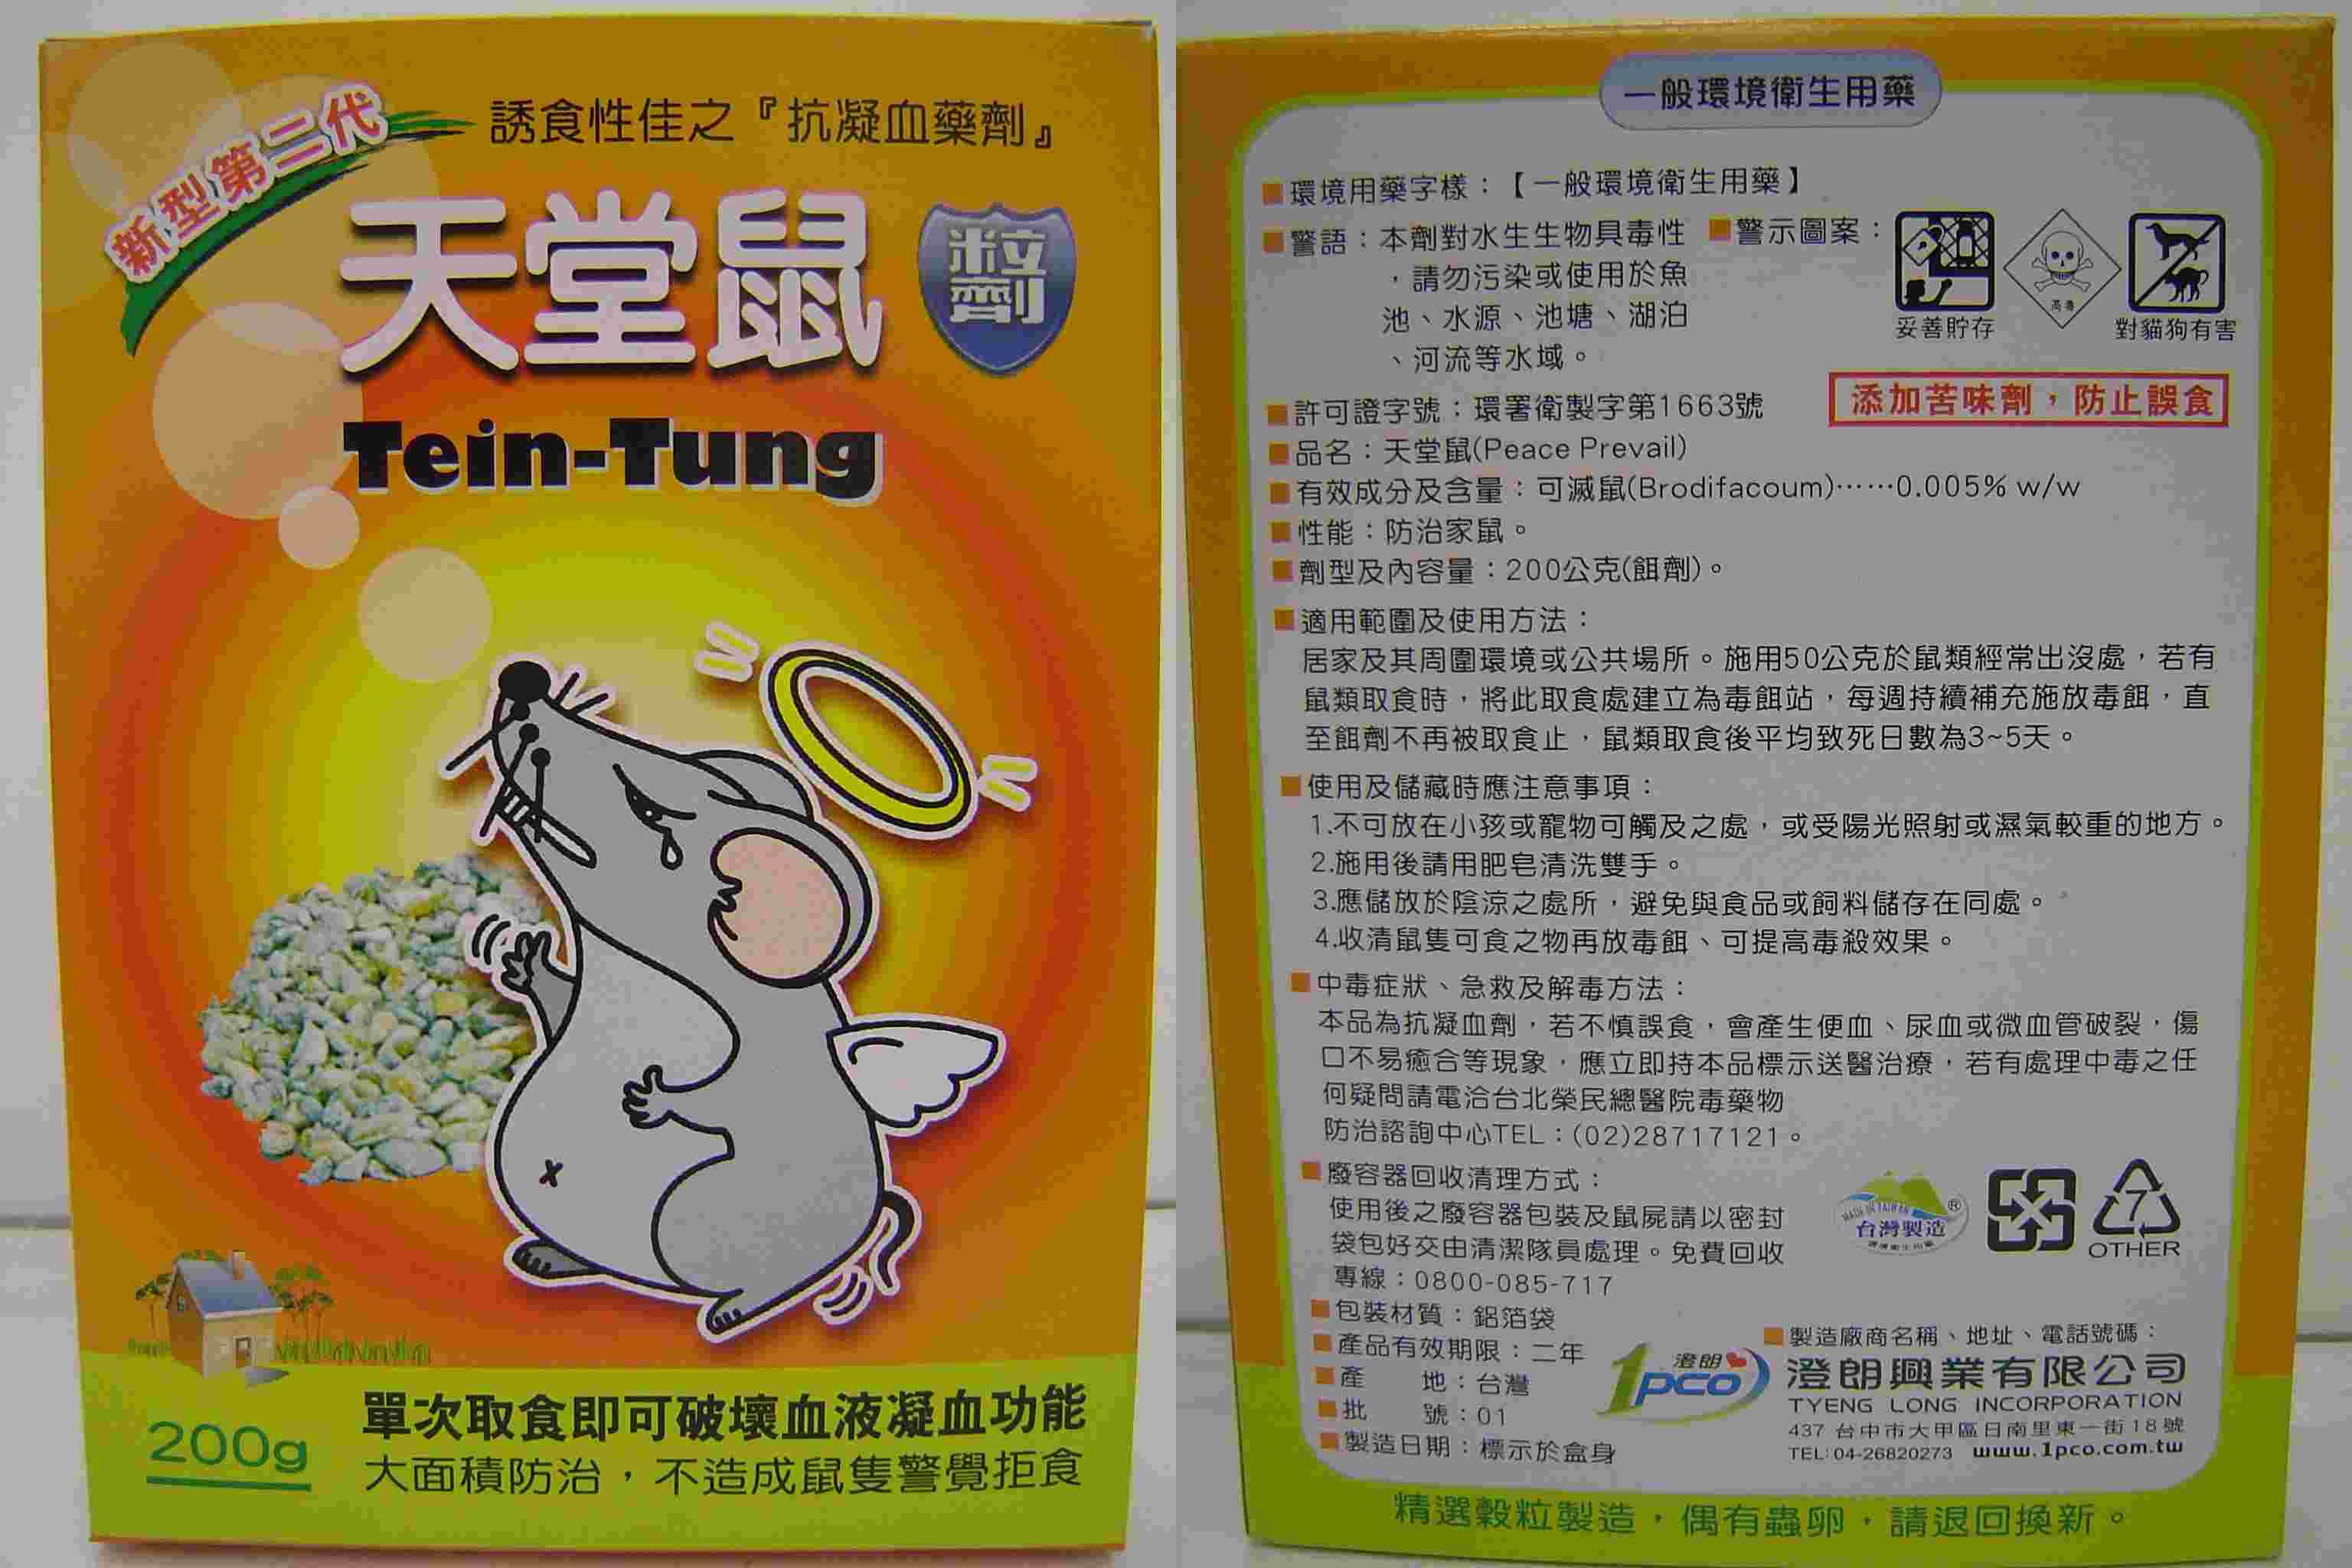 新型第二代
誘食性佳之『抗凝血藥劑』
天堂鼠
粒劑
Tein-Tung
200g
單次取食即可破壞血液凝血功能
大面積防治，不造成鼠隻警覺拒食
一般環境衛生用藥
環境用藥字樣：【一般環境衛生用藥】
警語：本劑對水生生物具毒性
，請勿污染或使用於魚
池、水源、池塘、湖泊
、河流等水域。
警示圖案：
妥善貯存
高毒
對貓狗有害
添加苦味劑，防止誤食
許可證字號：環署衛製字第1663號
品名：天堂鼠(Peace Prevail)
有效成分及含量：可滅鼠(Brodifacoum)……0.005% w/w
性能：防治家鼠。
劑型及內容量：200公克(餌劑)。
適用範圍及使用方法：
居家及其周圍環境或公共場所。施用50公克於鼠類經常出沒處，若有
鼠類取食時，將此取食處建立為毒餌站，每週持續補充施放毒餌，直
至餌劑不再被取食止，鼠類取食後平均致死日數為3~5天。
使用及儲藏時應注意事項：
1.不可放在小孩或寵物可觸及之處，或受陽光照射或濕氣較重的地方。
2.施用後請用肥皂清洗雙手。
3.應儲放於陰涼之處所，避免與食品或飼料儲存在同處。
4.收清鼠隻可食之物再放毒餌、可提高毒殺效果。
中毒症狀、急救及解毒方法：
本品為抗凝血劑，若不慎誤食，會產生便血、尿血或微血管破裂，傷
口不易癒合等現象，應立即持本品標示送醫治療，若有處理中毒之任
何疑問請電洽台北榮民總醫院毒藥物
防治諮詢中心TEL：(02)28717121。
廢容器回收清理方式：
使用後之廢容器包裝及鼠屍請以密封
袋包好交由清潔隊員處理。免費回收
專線：0800-085-717
MADE IN TAIWAN ®
台灣製造
環境衛生用藥
7
OTHER
包裝材質：鋁箔袋
產品有效期限：二年
產　　地：台灣
批　　號：01
製造日期：標示於盒身
澄朗
1pco
製造廠商名稱、地址、電話號碼：
澄朗興業有限公司
TYENG LONG INCORPORATION
437 台中市大甲區日南里東一街18號
TEL:04-26820273 www.1pco.com.tw
精選穀粒製造，偶有蟲卵，請退回換新。